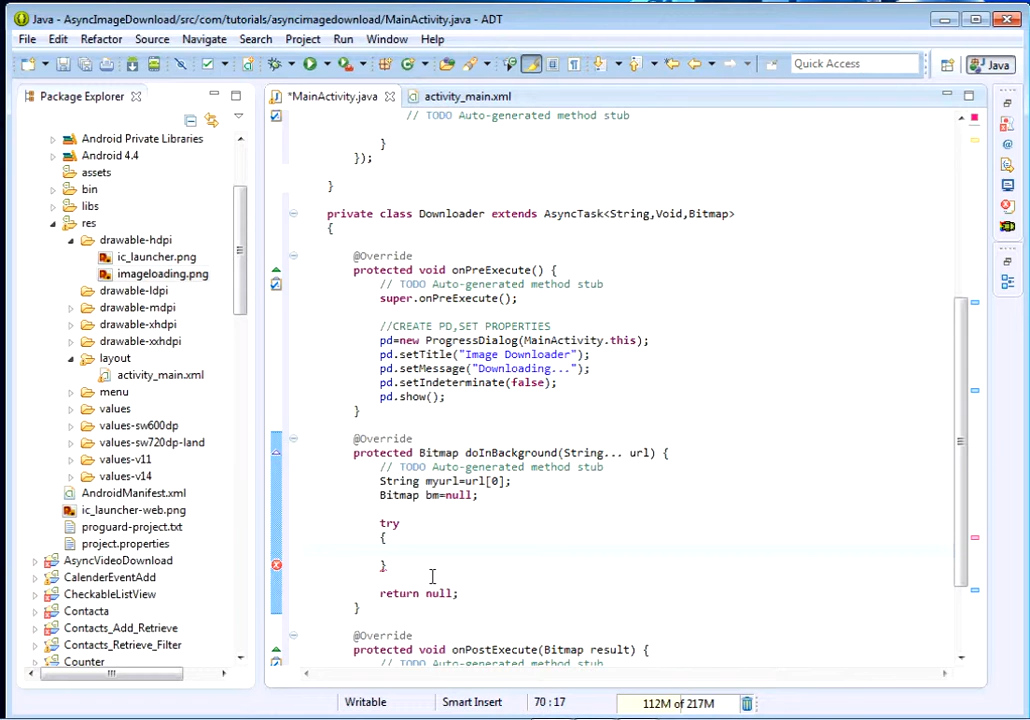 Java - AsyncImageDownload/src/com/tutorials/asyncimagedownload/MainActivity.java - ADT
File Edit Refactor Source Navigate Search Project Run Window Help
Quick Access
Java
Package Explorer
Android Private Libraries
Android 4.4
assets
bin
libs
res
drawable-hdpi
ic_launcher.png
imageloading.png
drawable-ldpi
drawable-mdpi
drawable-xhdpi
drawable-xxhdpi
layout
activity_main.xml
menu
values
values-sw600dp
values-sw720dp-land
values-v11
values-v14
AndroidManifest.xml
ic_launcher-web.png
proguard-project.txt
project.properties
AsyncVideoDownload
CalenderEventAdd
CheckableListView
Contacta
Contacts_Add_Retrieve
Contacts_Retrieve_Filter
Counter
*MainActivity.java
activity_main.xml
// TODO Auto-generated method stub
}
});
}
private class Downloader extends AsyncTask<String,Void,Bitmap>
{
@Override
protected void onPreExecute() {
// TODO Auto-generated method stub
super.onPreExecute();
//CREATE PD,SET PROPERTIES
pd=new ProgressDialog(MainActivity.this);
pd.setTitle("Image Downloader");
pd.setMessage("Downloading...");
pd.setIndeterminate(false);
pd.show();
}
@Override
protected Bitmap doInBackground(String... url) {
// TODO Auto-generated method stub
String myurl=url[0];
Bitmap bm=null;
try
{
}
return null;
}
@Override
protected void onPostExecute(Bitmap result) {
// TODO Auto-generated method stub
Writable
Smart Insert
70 : 17
112M of 217M